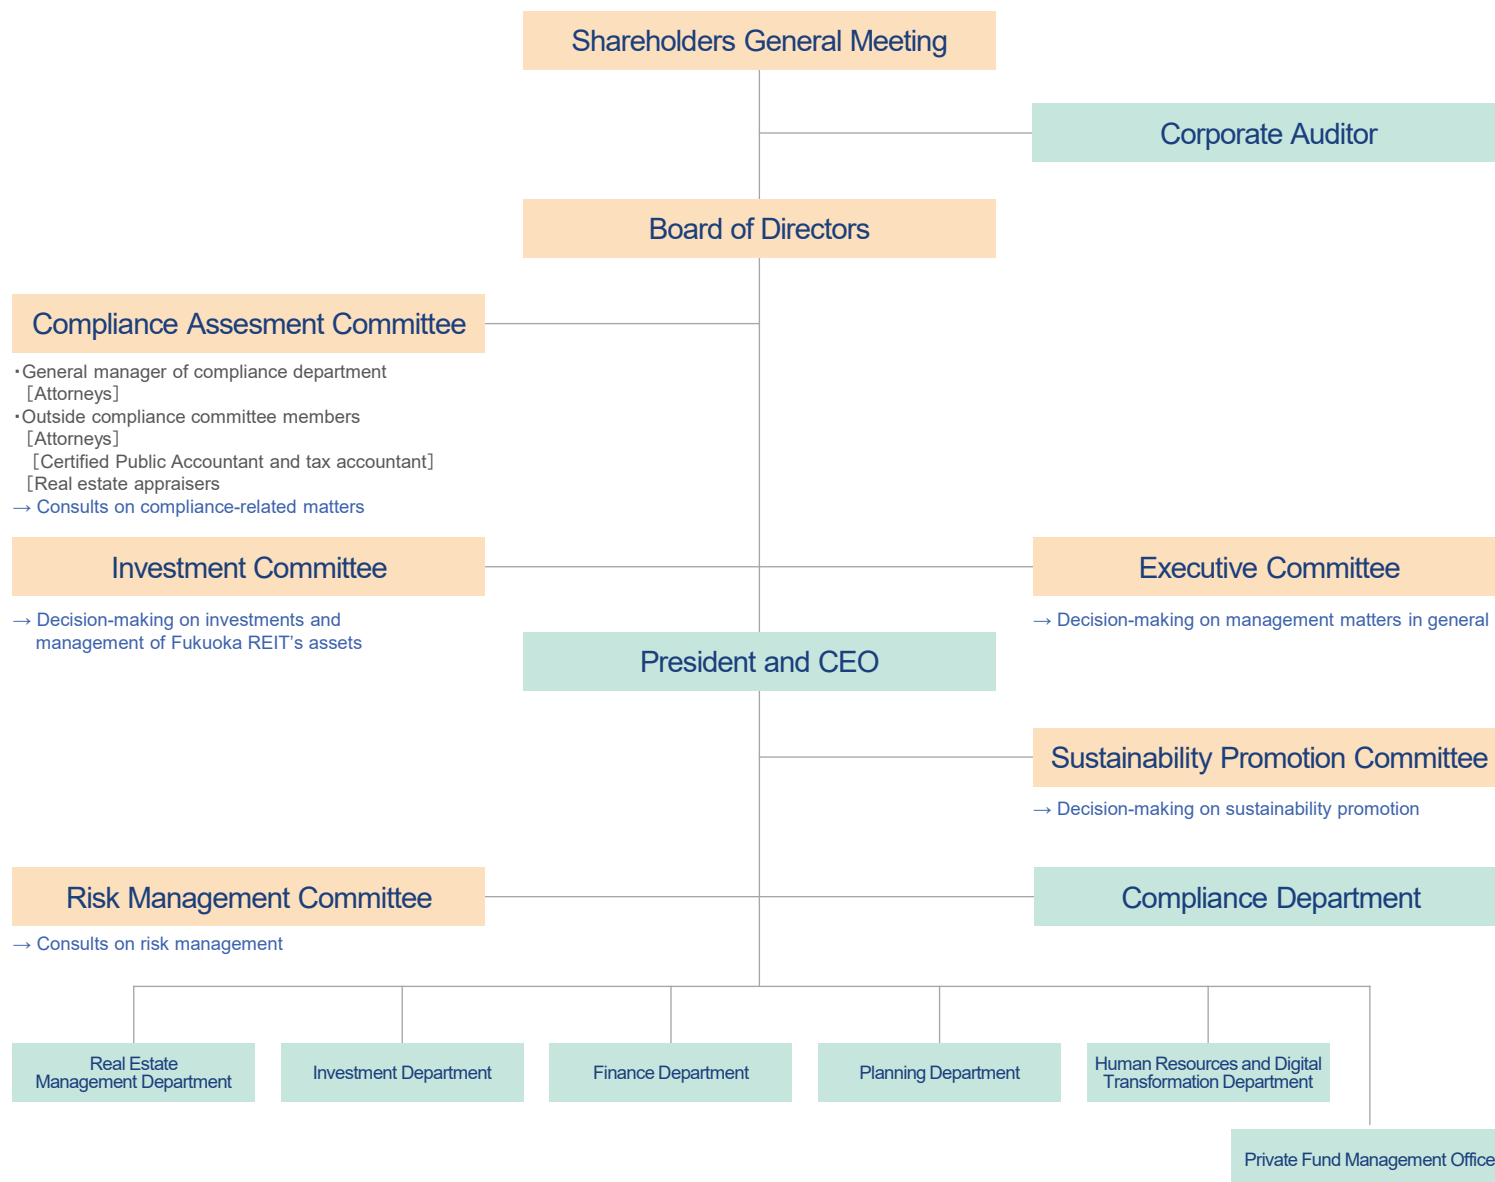 Shareholders General Meeting
Corporate Auditor
Board of Directors
Compliance Assesment Committee
・General manager of compliance department
［Attorneys］
・Outside compliance committee members
［Attorneys］
［Certified Public Accountant and tax accountant］
［Real estate appraisers
→ Consults on compliance-related matters
Investment Committee
→ Decision-making on investments and
management of Fukuoka REIT’s assets
Executive Committee
→ Decision-making on management matters in general
President and CEO
Sustainability Promotion Committee
→ Decision-making on sustainability promotion
Risk Management Committee
→ Consults on risk management
Compliance Department
Real Estate
Management Department
Investment Department
Finance Department
Planning Department
Human Resources and Digital
Transformation Department
Private Fund Management Office